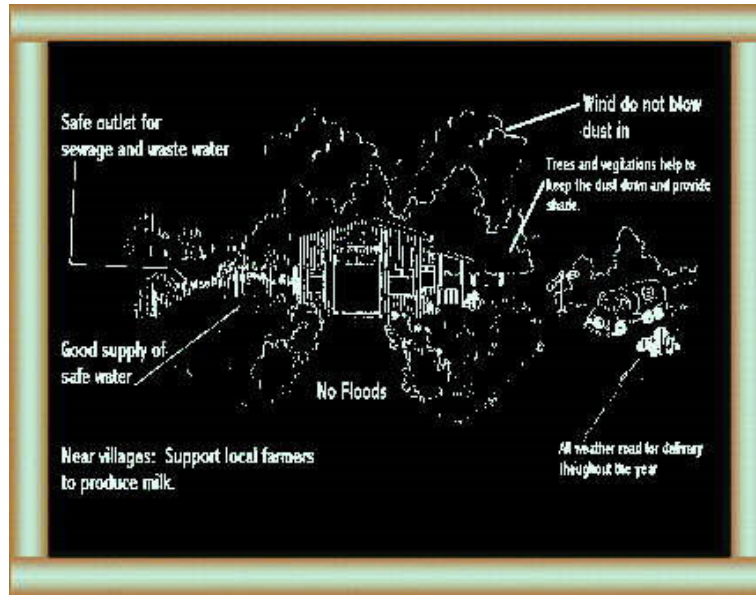 Safe outlet for
sewage and waste water
Wind do not blow
dust in
Trees and vegitations help to
keep the dust down and provide
shade.
Good supply of
safe water
No Floods
Near villages: Support local farmers
to produce milk.
All weather road for delivery
throughout the year